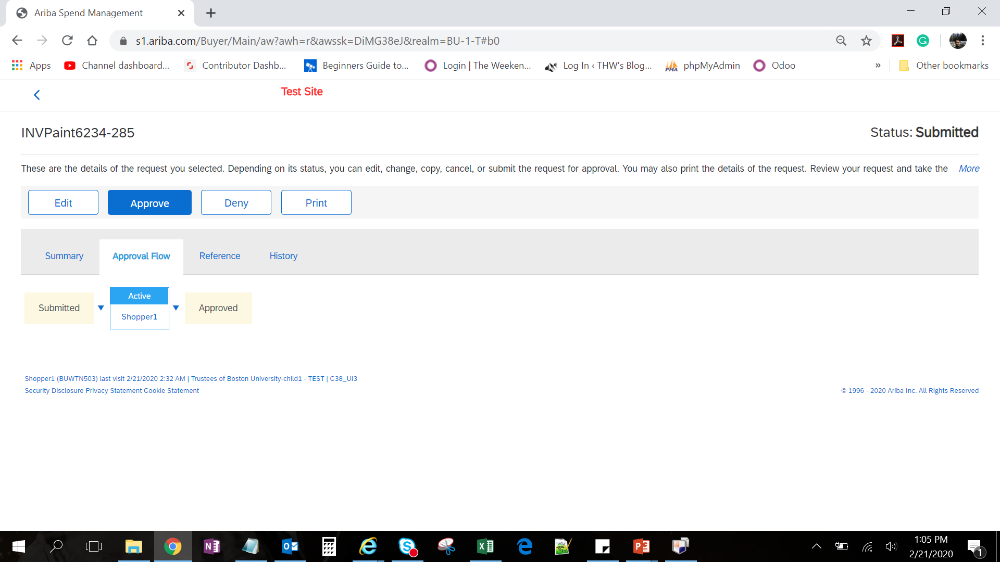 Ariba Spend Management
s1.ariba.com/Buyer/Main/aw?awh=r&awssk=DiMG38eJ&realm=BU-1-T#b0
Apps Channel dashboard... Contributor Dashb... Beginners Guide to... Login | The Weeken... Log In ‹ THW's Blog... phpMyAdmin Odoo » Other bookmarks
Test Site
INVPaint6234-285 Status: Submitted
These are the details of the request you selected. Depending on its status, you can edit, change, copy, cancel, or submit the request for approval. You may also print the details of the request. Review your request and take the More
Edit Approve Deny Print
Summary Approval Flow Reference History
Active
Submitted Shopper1 Approved
Shopper1 (BUWTN503) last visit 2/21/2020 2:32 AM | Trustees of Boston University-child1 - TEST | C38_UI3
Security Disclosure Privacy Statement Cookie Statement © 1996 - 2020 Ariba Inc. All Rights Reserved
1:05 PM
2/21/2020
1